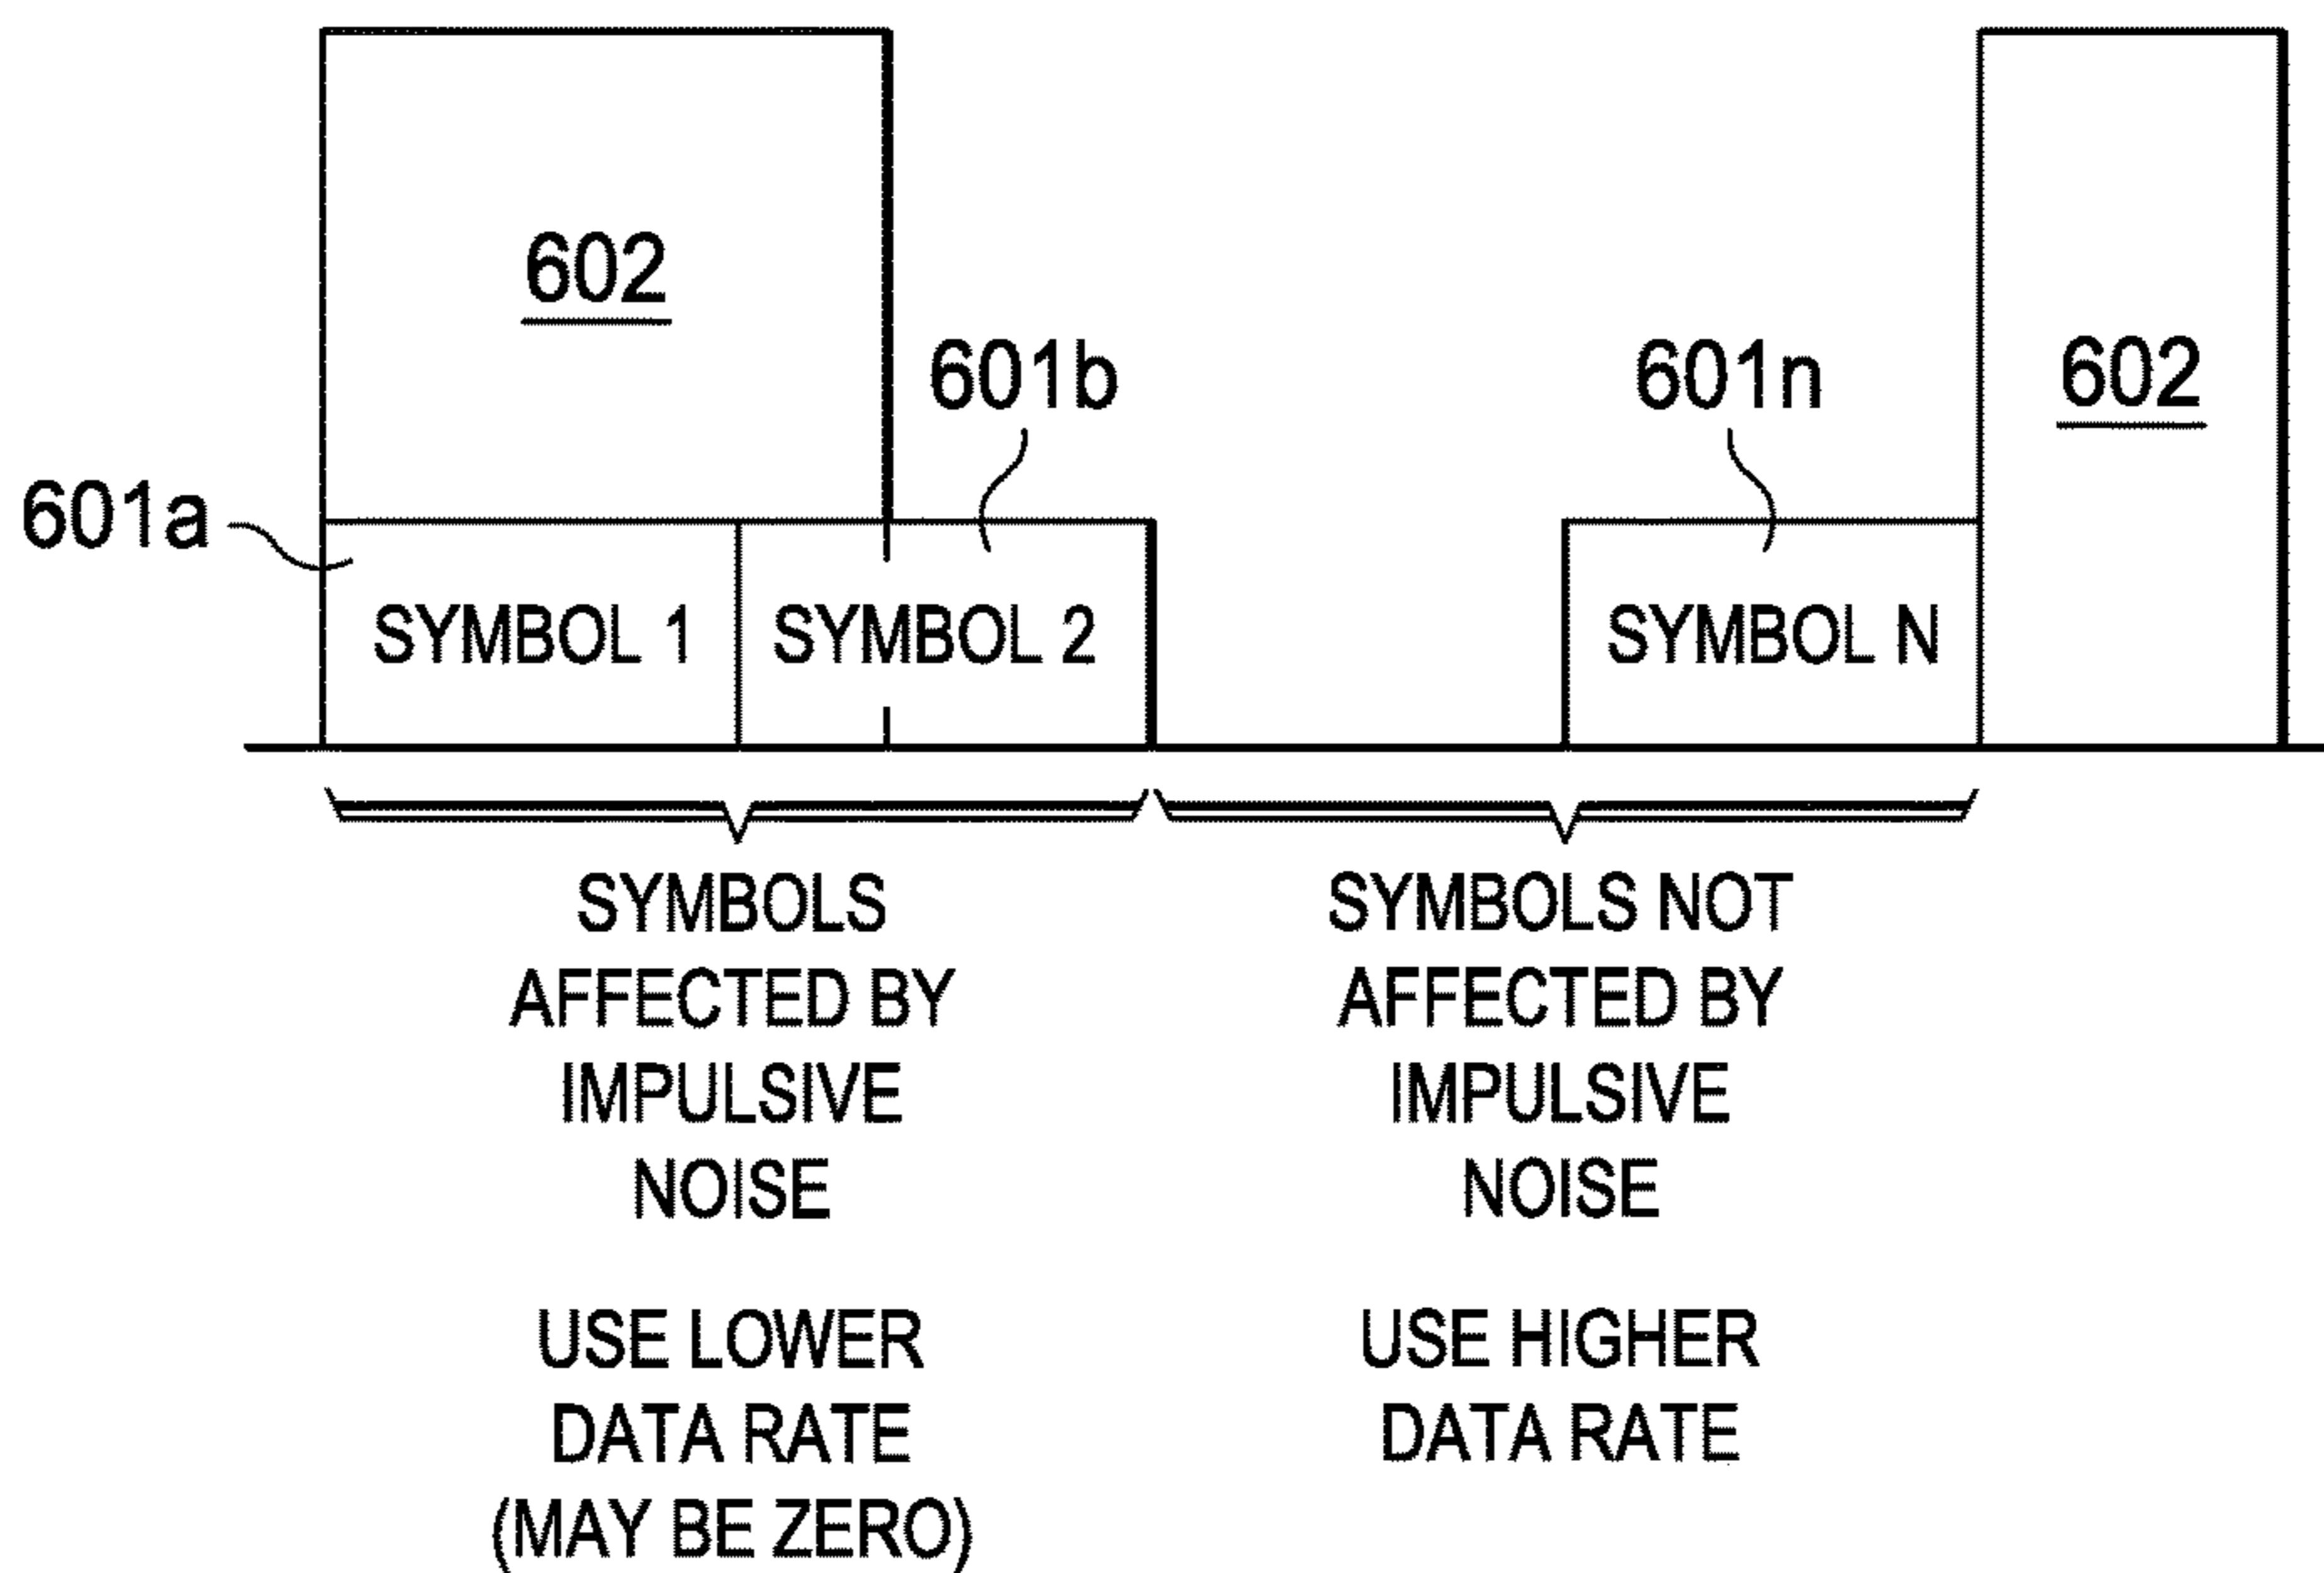 602
601b
601n
602
601a
SYMBOL 1
SYMBOL 2
SYMBOL N
SYMBOLS
AFFECTED BY
IMPULSIVE
NOISE
USE LOWER
DATA RATE
(MAY BE ZERO)
SYMBOLS NOT
AFFECTED BY
IMPULSIVE
NOISE
USE HIGHER
DATA RATE